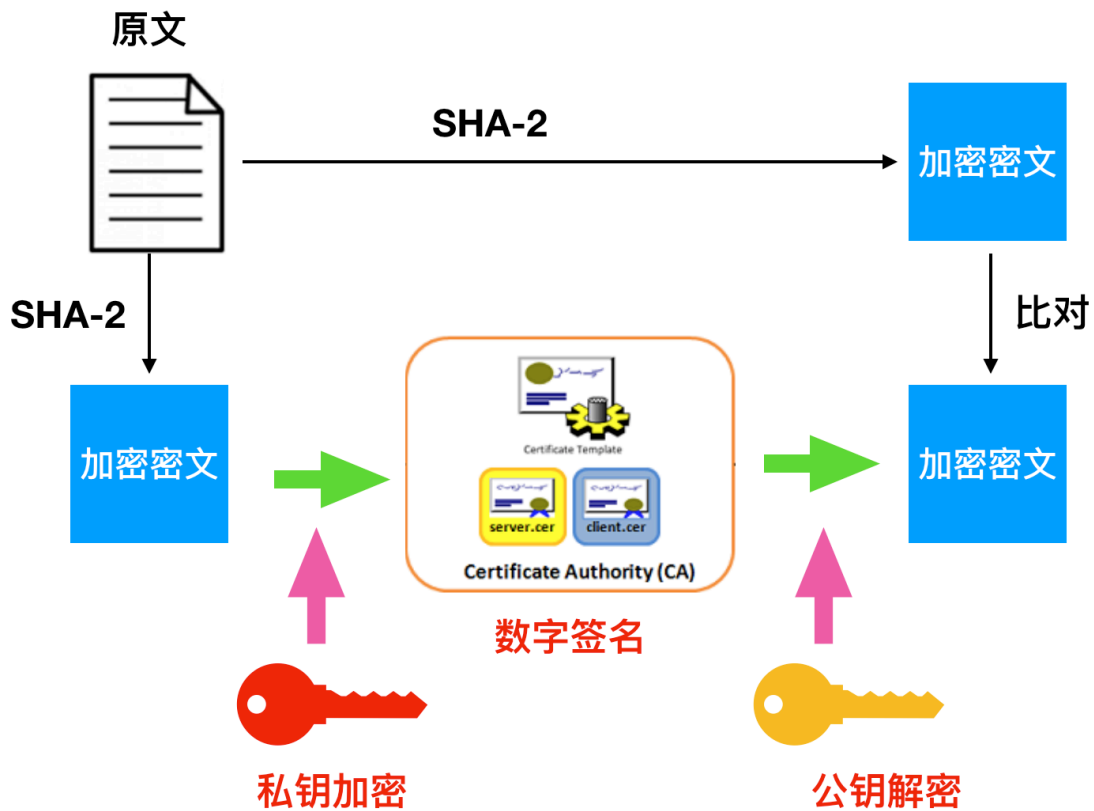 原文
SHA-2
加密密文
SHA-2
比对
加密密文
加密密文
Certificate Template
server.cer
client.cer
Certificate Authority (CA)
数字签名
私钥加密
公钥解密